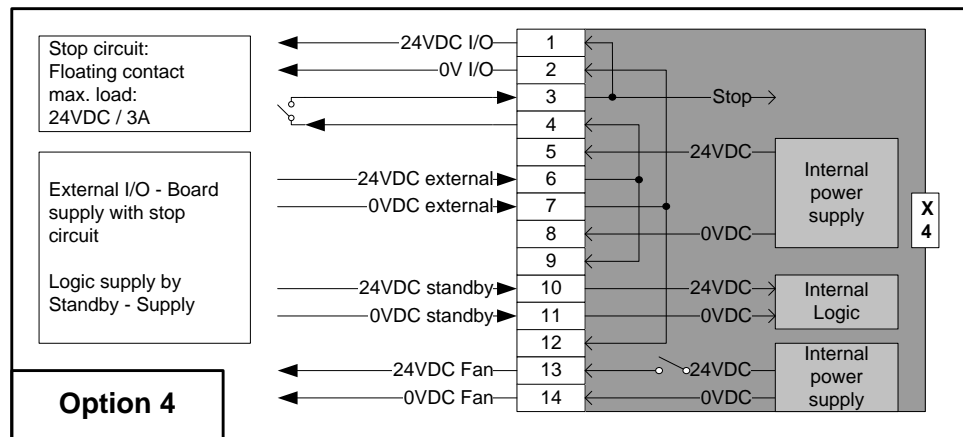 Stop circuit:
Floating contact
max. load:
24VDC / 3A
External I/O - Board
supply with stop
circuit
Logic supply by
Standby - Supply
Option 4
24VDC I/O
0V I/O
24VDC external
0VDC external
24VDC standby
0VDC standby
24VDC Fan
0VDC Fan
1
2
3
4
5
6
7
8
9
10
11
12
13
14
Stop
24VDC
0VDC
24VDC
0VDC
24VDC
0VDC
Internal
power
supply
Internal
Logic
Internal
power
supply
X
4